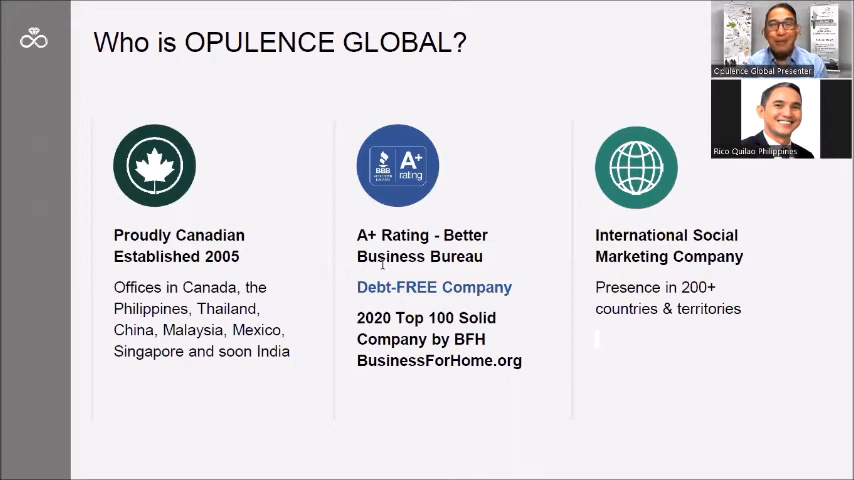 Who is OPULENCE GLOBAL?
Opulence Global Presenter
Rico Quilao Philippines
BBB
A+
rating
Proudly Canadian
Established 2005
Offices in Canada, the
Philippines, Thailand,
China, Malaysia, Mexico,
Singapore and soon India
A+ Rating - Better
Business Bureau
Debt-FREE Company
2020 Top 100 Solid
Company by BFH
BusinessForHome.org
International Social
Marketing Company
Presence in 200+
countries & territories